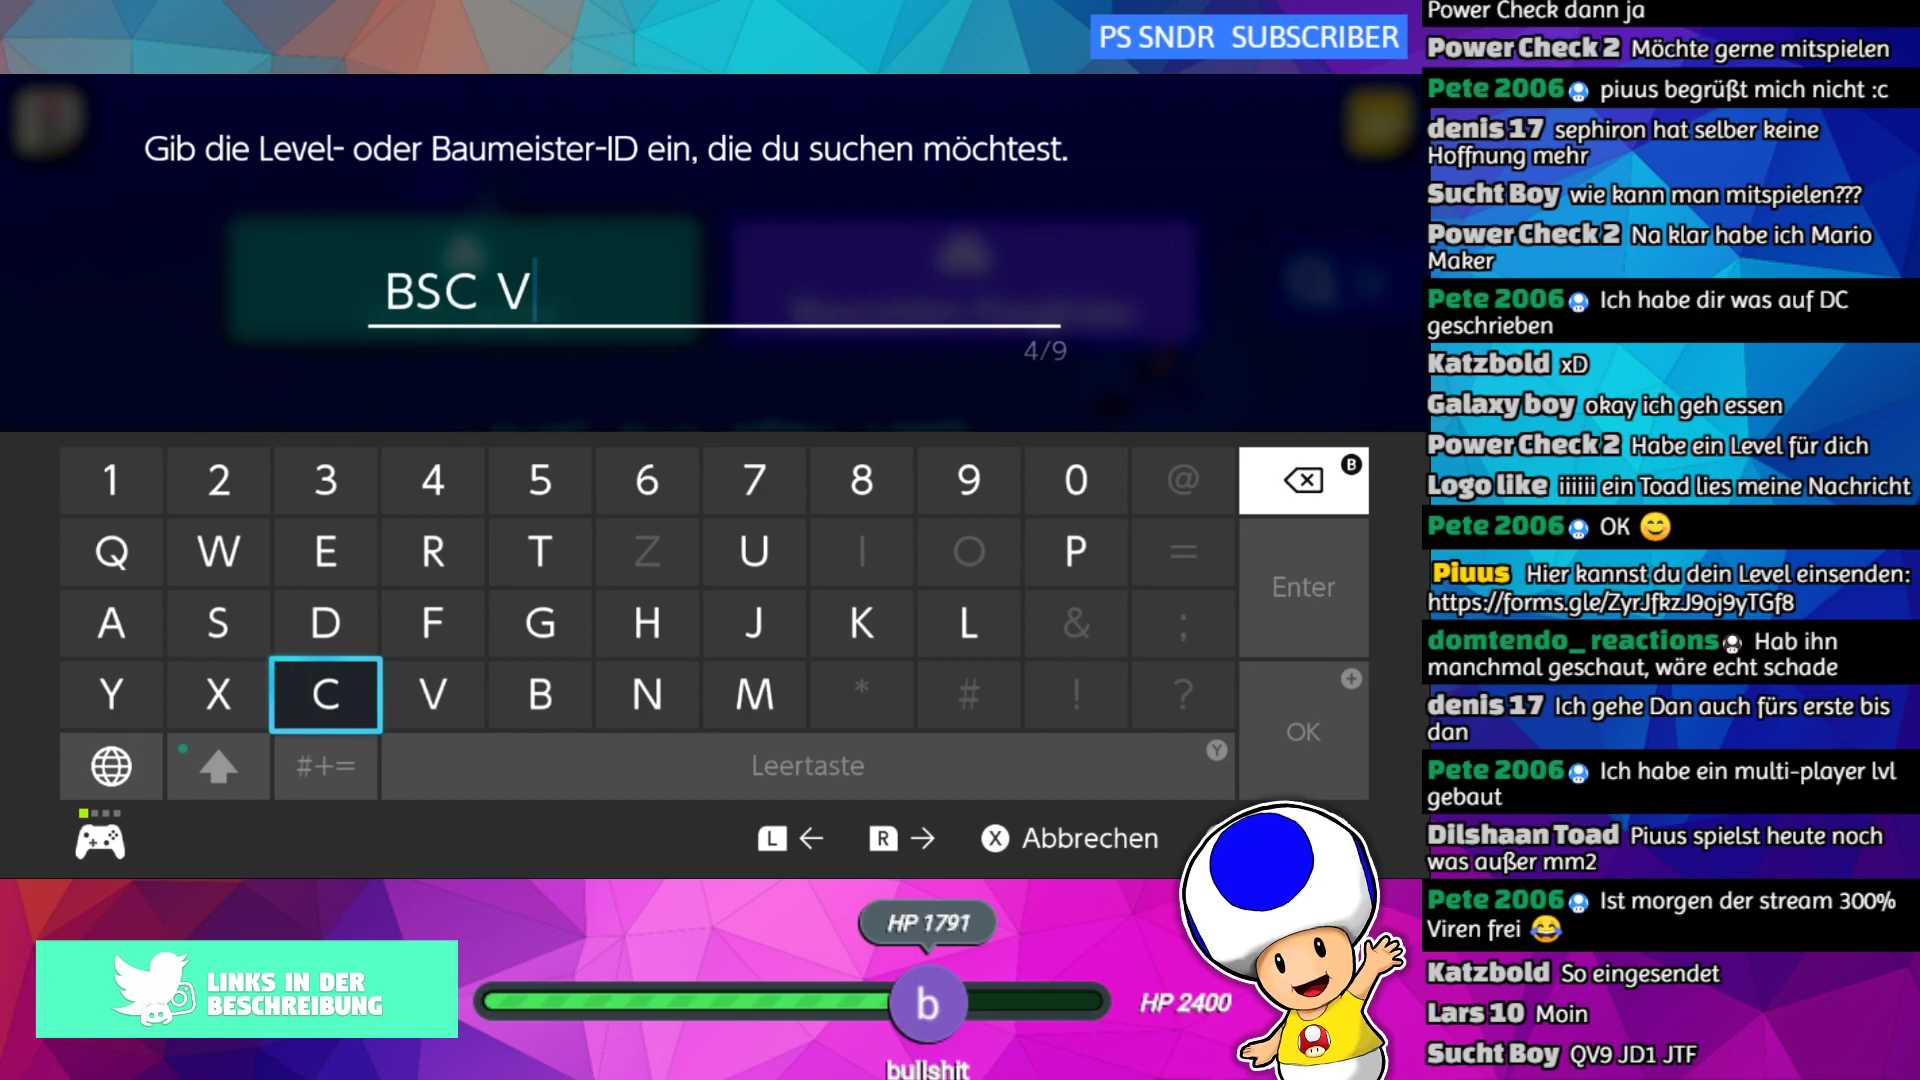 PS SNDR SUBSCRIBER
Gib die Level- oder Baumeister-ID ein, die du suchen möchtest.
BSC V
4/9
1 2 3 4 5 6 7 8 9 0 @ B
Q W E R T Z U I O P = Enter
A S D F G H J K L & ;
Y X C V B N M * # ! ? + OK
#+= Leertaste Y
L ← R → X Abbrechen
LINKS IN DER
BESCHREIBUNG
HP 1791
b
HP 2400
bullshit
Power Check dann ja
Power Check 2 Möchte gerne mitspielen
Pete 2006 piuus begrüßt mich nicht :c
denis 17 sephiron hat selber keine
Hoffnung mehr
Sucht Boy wie kann man mitspielen???
Power Check 2 Na klar habe ich Mario
Maker
Pete 2006 Ich habe dir was auf DC
geschrieben
Katzbold xD
Galaxy boy okay ich geh essen
Power Check 2 Habe ein Level für dich
Logo like iiiiii ein Toad lies meine Nachricht
Pete 2006 OK 😊
Piuus Hier kannst du dein Level einsenden:
https://forms.gle/ZyrJfkzJ9oj9yTGf8
domtendo_reactions Hab ihn
manchmal geschaut, wäre echt schade
denis 17 Ich gehe Dan auch fürs erste bis
dan
Pete 2006 Ich habe ein multi-player lvl
gebaut
Dilshaan Toad Piuus spielst heute noch
was außer mm2
Pete 2006 Ist morgen der stream 300%
Viren frei 😂
Katzbold So eingesendet
Lars 10 Moin
Sucht Boy QV9 JD1 JTF